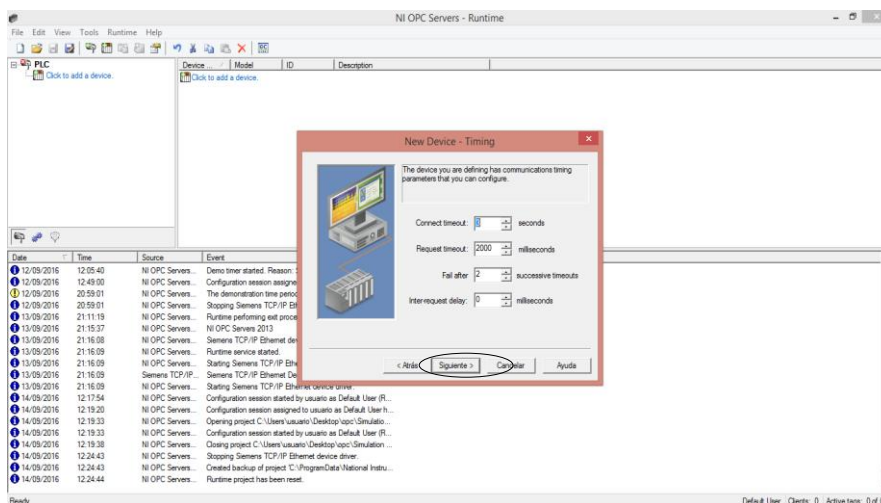 NI OPC Servers - Runtime
File Edit View Tools Runtime Help
PLC
Click to add a device.
Device ... Model ID Description
Click to add a device.
New Device - Timing
The device you are defining has communications timing
parameters that you can configure.
Connect timeout: seconds
Request timeout: 2000 milliseconds
Fail after 2 successive timeouts
Inter-request delay: 0 milliseconds
< Atrás Siguiente > Cancelar Ayuda
Date Time Source Event
12/09/2016 12:05:40 NI OPC Servers... Demo timer started. Reason:
12/09/2016 12:49:00 NI OPC Servers... Configuration session assigne
12/09/2016 20:59:01 NI OPC Servers... The demonstration time perioc
12/09/2016 20:59:01 NI OPC Servers... Stopping Siemens TCP/IP Eth
13/09/2016 21:11:19 NI OPC Servers... Runtime performing exit proce
13/09/2016 21:15:37 NI OPC Servers... NI OPC Servers 2013
13/09/2016 21:16:08 NI OPC Servers... Siemens TCP/IP Ethernet dev
13/09/2016 21:16:09 NI OPC Servers... Runtime service started.
13/09/2016 21:16:09 NI OPC Servers... Starting Siemens TCP/IP Ethe
13/09/2016 21:16:09 Siemens TCP/IP... Siemens TCP/IP Ethernet De
13/09/2016 21:16:09 NI OPC Servers... Starting Siemens TCP/IP Ethernet device driver.
14/09/2016 12:17:54 NI OPC Servers... Configuration session started by usuario as Default User (R...
14/09/2016 12:19:20 NI OPC Servers... Configuration session assigned to usuario as Default User h...
14/09/2016 12:19:33 NI OPC Servers... Opening project C:\Users\usuario\Desktop\opc\Simulatio...
14/09/2016 12:19:33 NI OPC Servers... Configuration session started by usuario as Default User (R...
14/09/2016 12:19:38 NI OPC Servers... Closing project C:\Users\usuario\Desktop\opc\Simulation ...
14/09/2016 12:24:43 NI OPC Servers... Stopping Siemens TCP/IP Ethernet device driver.
14/09/2016 12:24:43 NI OPC Servers... Created backup of project 'C:\ProgramData\National Instru...
14/09/2016 12:24:44 NI OPC Servers... Runtime project has been reset.
Ready Default User Clients: 0 Active tags: 0 of